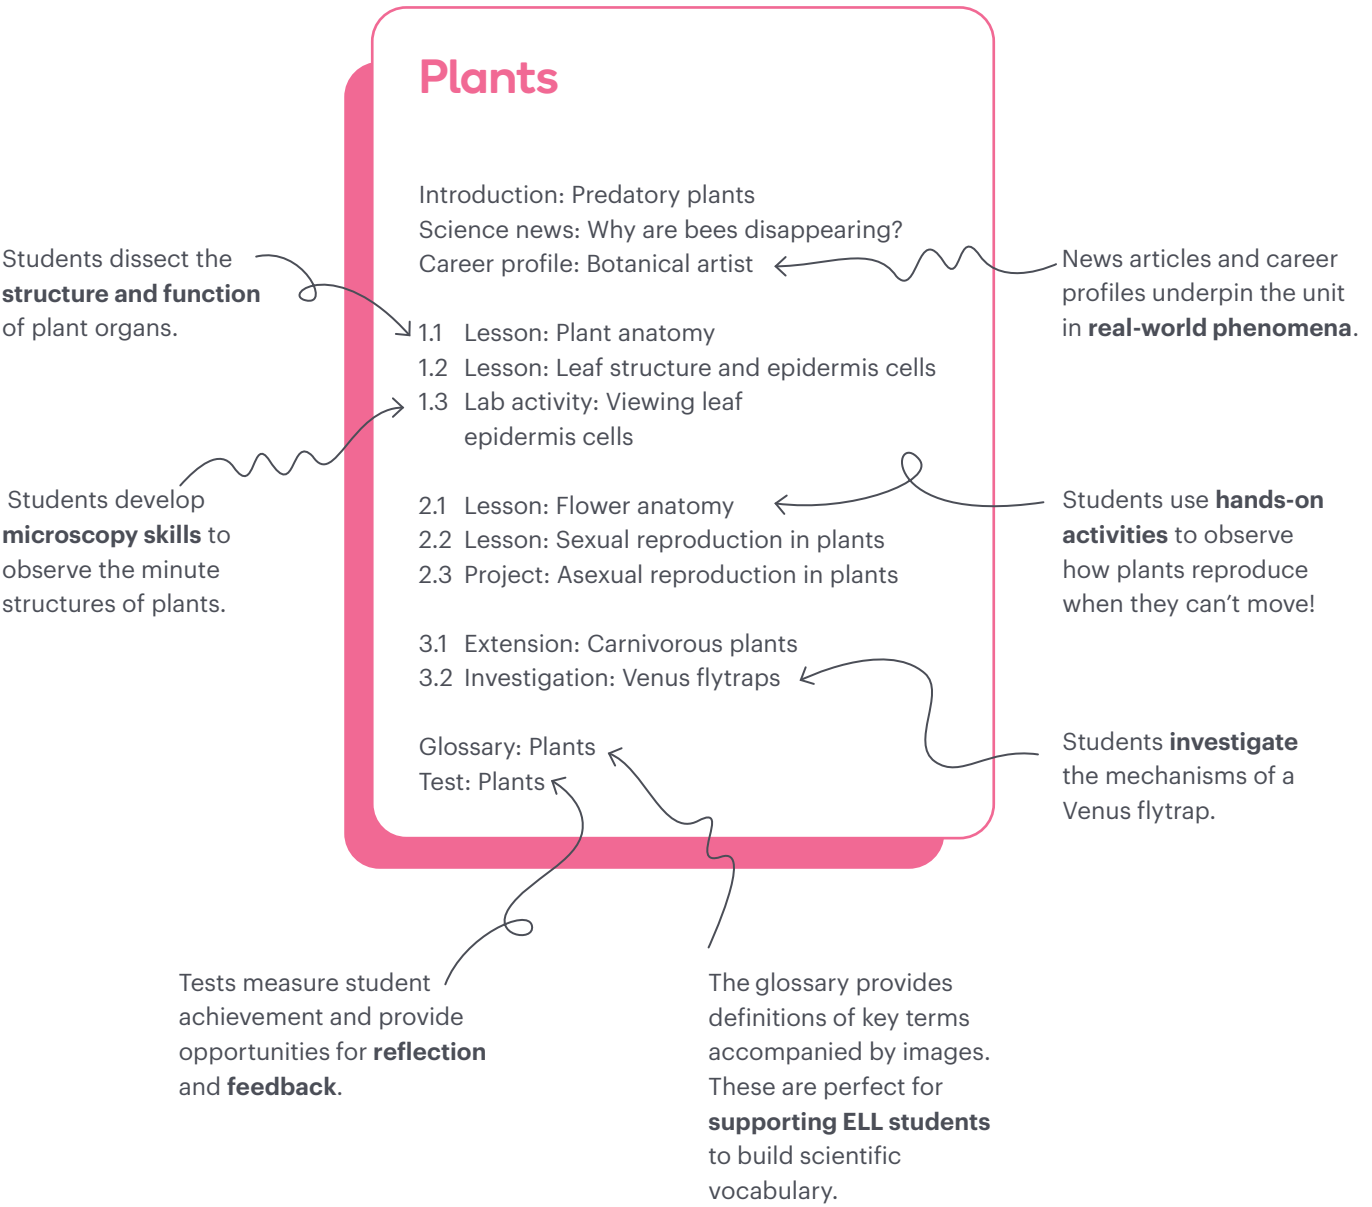 Plants
Introduction: Predatory plants
Science news: Why are bees disappearing?
Career profile: Botanical artist
1.1 Lesson: Plant anatomy
1.2 Lesson: Leaf structure and epidermis cells
1.3 Lab activity: Viewing leaf
epidermis cells
2.1 Lesson: Flower anatomy
2.2 Lesson: Sexual reproduction in plants
2.3 Project: Asexual reproduction in plants
3.1 Extension: Carnivorous plants
3.2 Investigation: Venus flytraps
Glossary: Plants
Test: Plants
Students dissect the
structure and function
of plant organs.
Students develop
microscopy skills to
observe the minute
structures of plants.
News articles and career
profiles underpin the unit
in real-world phenomena.
Students use hands-on
activities to observe
how plants reproduce
when they can’t move!
Students investigate
the mechanisms of a
Venus flytrap.
Tests measure student
achievement and provide
opportunities for reflection
and feedback.
The glossary provides
definitions of key terms
accompanied by images.
These are perfect for
supporting ELL students
to build scientific
vocabulary.